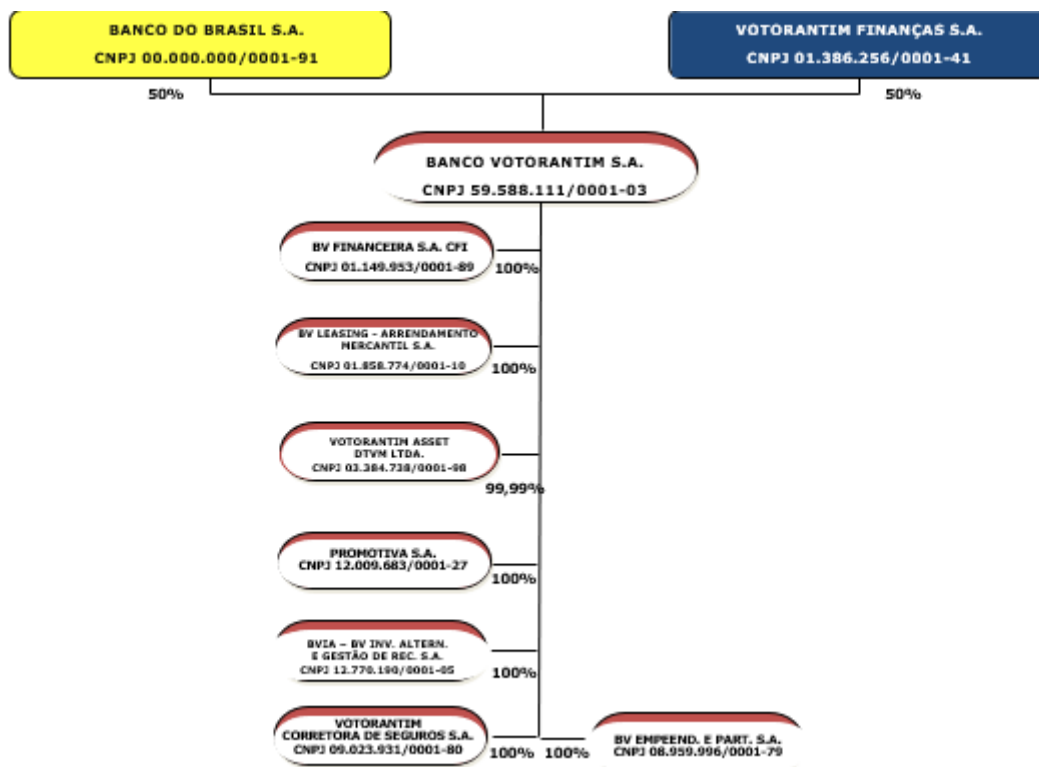 BANCO DO BRASIL S.A.
CNPJ 00.000.000/0001-91
VOTORANTIM FINANÇAS S.A.
CNPJ 01.386.256/0001-41
50%
50%
BANCO VOTORANTIM S.A.
CNPJ 59.588.111/0001-03
BV FINANCEIRA S.A. CFI
CNPJ 01.149.953/0001-89
100%
BV LEASING - ARRENDAMENTO
MERCANTIL S.A.
CNPJ 01.858.774/0001-10
100%
VOTORANTIM ASSET
DTVM LTDA.
CNPJ 03.384.738/0001-98
99,99%
PROMOTIVA S.A.
CNPJ 12.009.683/0001-27
100%
BVIA – BV INV. ALTERN.
E GESTÃO DE REC. S.A.
CNPJ 12.770.190/0001-05
100%
VOTORANTIM
CORRETORA DE SEGUROS S.A.
CNPJ 09.023.931/0001-80
100%
100%
BV EMPEEND. E PART. S.A.
CNPJ 08.959.996/0001-79